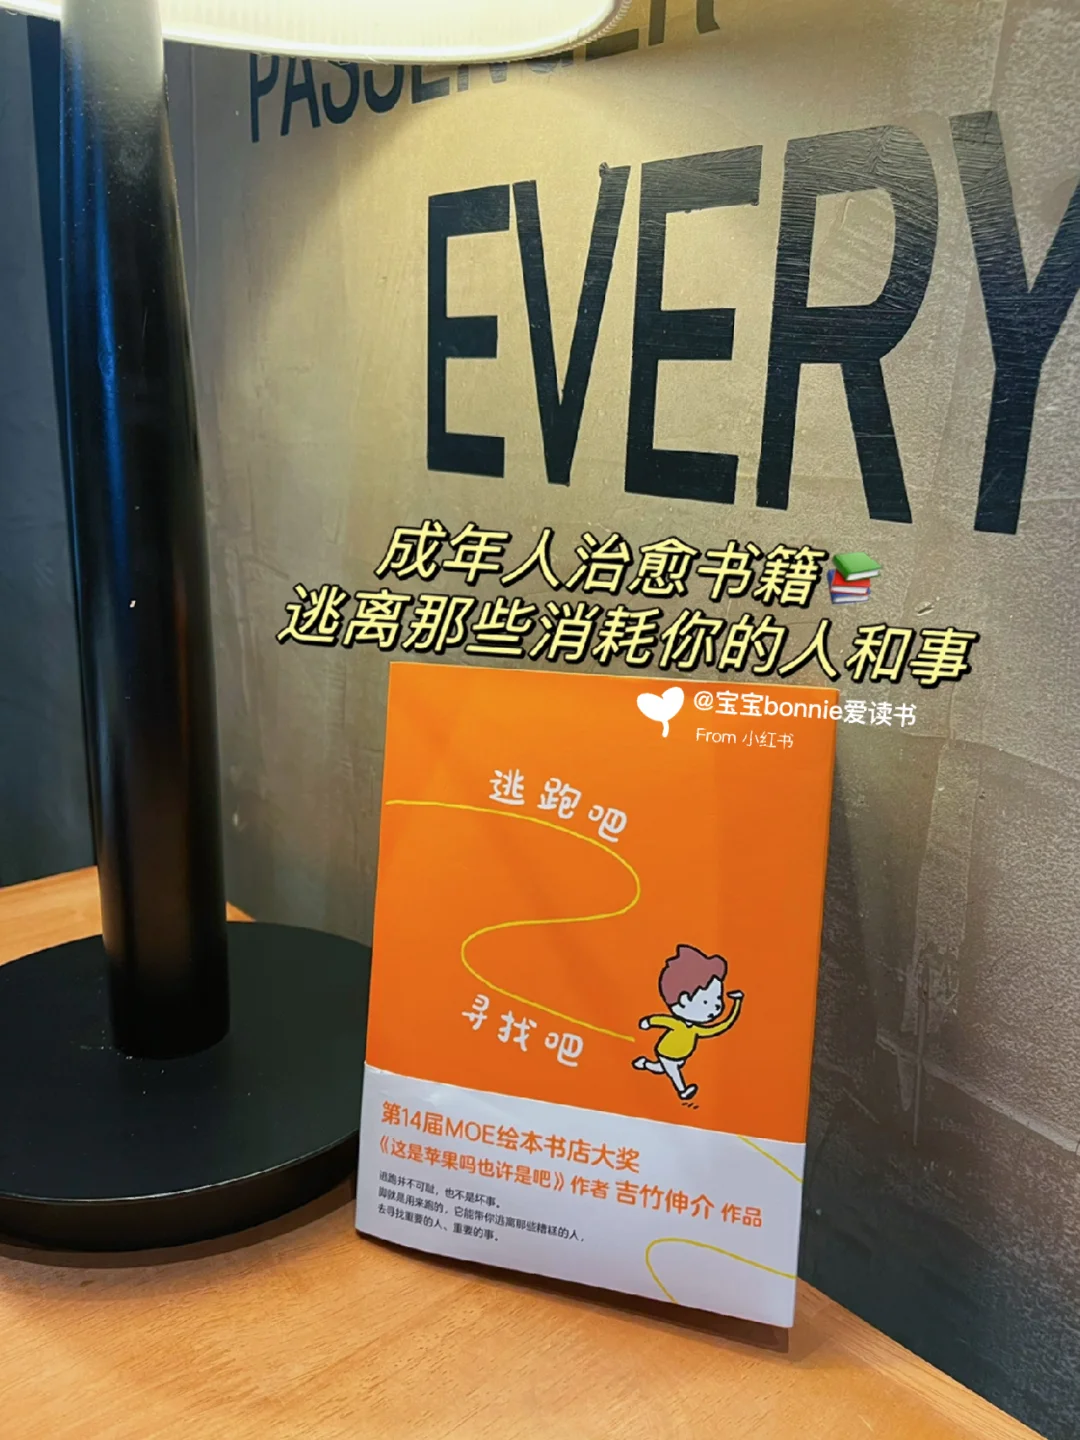 PASSENGER
EVERY
成年人治愈书籍📚
逃离那些消耗你的人和事
@宝宝bonnie爱读书
From 小红书
逃跑吧
寻找吧
第14届MOE绘本书店大奖
《这是苹果吗也许是吧》作者 吉竹伸介 作品
逃跑并不可耻，也不是坏事。
脚就是用来跑的，它能带你逃离那些糟糕的人，
去寻找重要的人、重要的事。